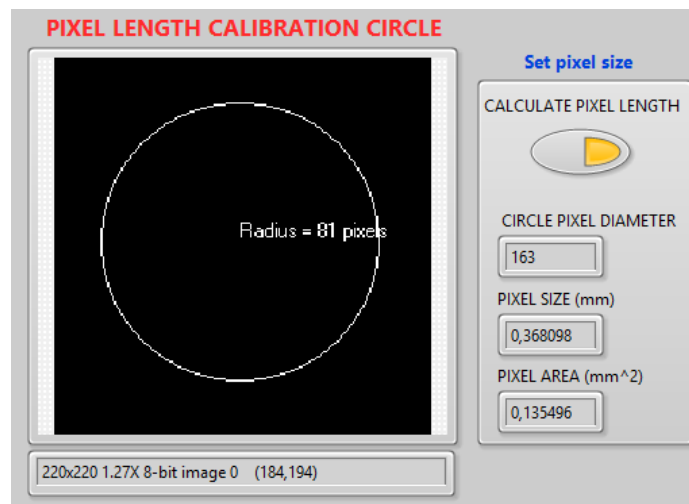 PIXEL LENGTH CALIBRATION CIRCLE
Radius = 81 pixels
220x220 1.27X 8-bit image 0 (184,194)
Set pixel size
CALCULATE PIXEL LENGTH
CIRCLE PIXEL DIAMETER
163
PIXEL SIZE (mm)
0,368098
PIXEL AREA (mm^2)
0,135496